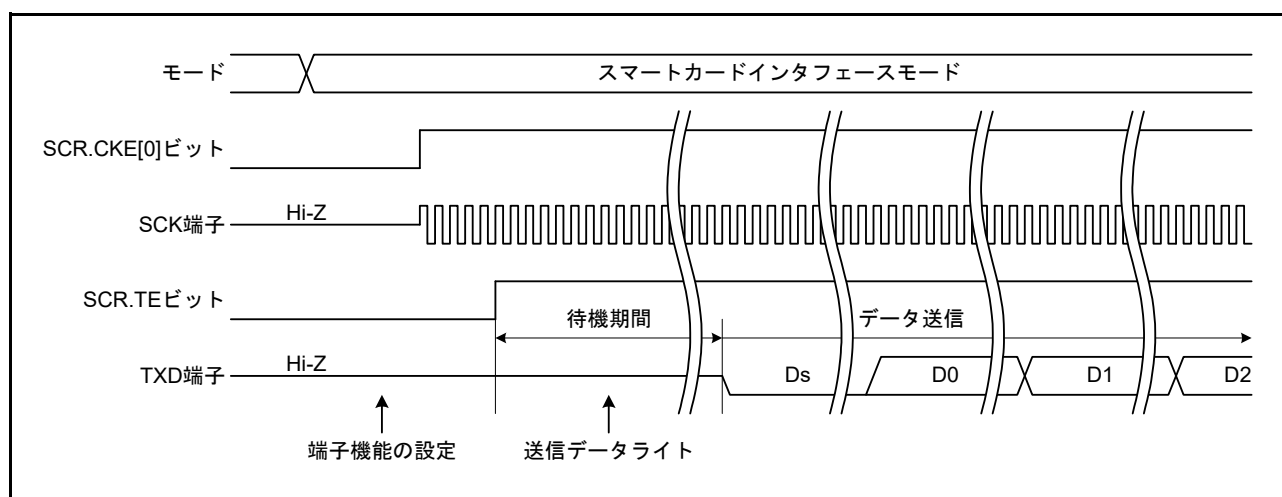 モード スマートカードインタフェースモード
SCR.CKE[0]ビット
SCK端子 Hi-Z
SCR.TEビット
待機期間 データ送信
TXD端子 Hi-Z Ds D0 D1 D2
端子機能の設定 送信データライト